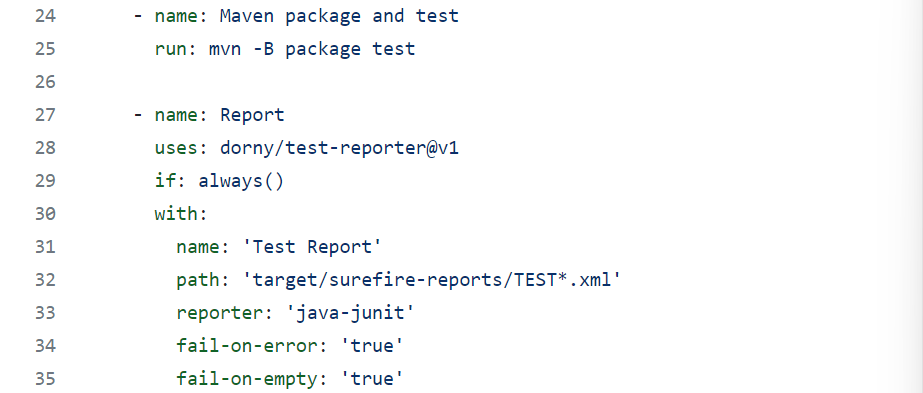 24 - name: Maven package and test
25 run: mvn -B package test
26
27 - name: Report
28 uses: dorny/test-reporter@v1
29 if: always()
30 with:
31 name: 'Test Report'
32 path: 'target/surefire-reports/TEST*.xml'
33 reporter: 'java-junit'
34 fail-on-error: 'true'
35 fail-on-empty: 'true'